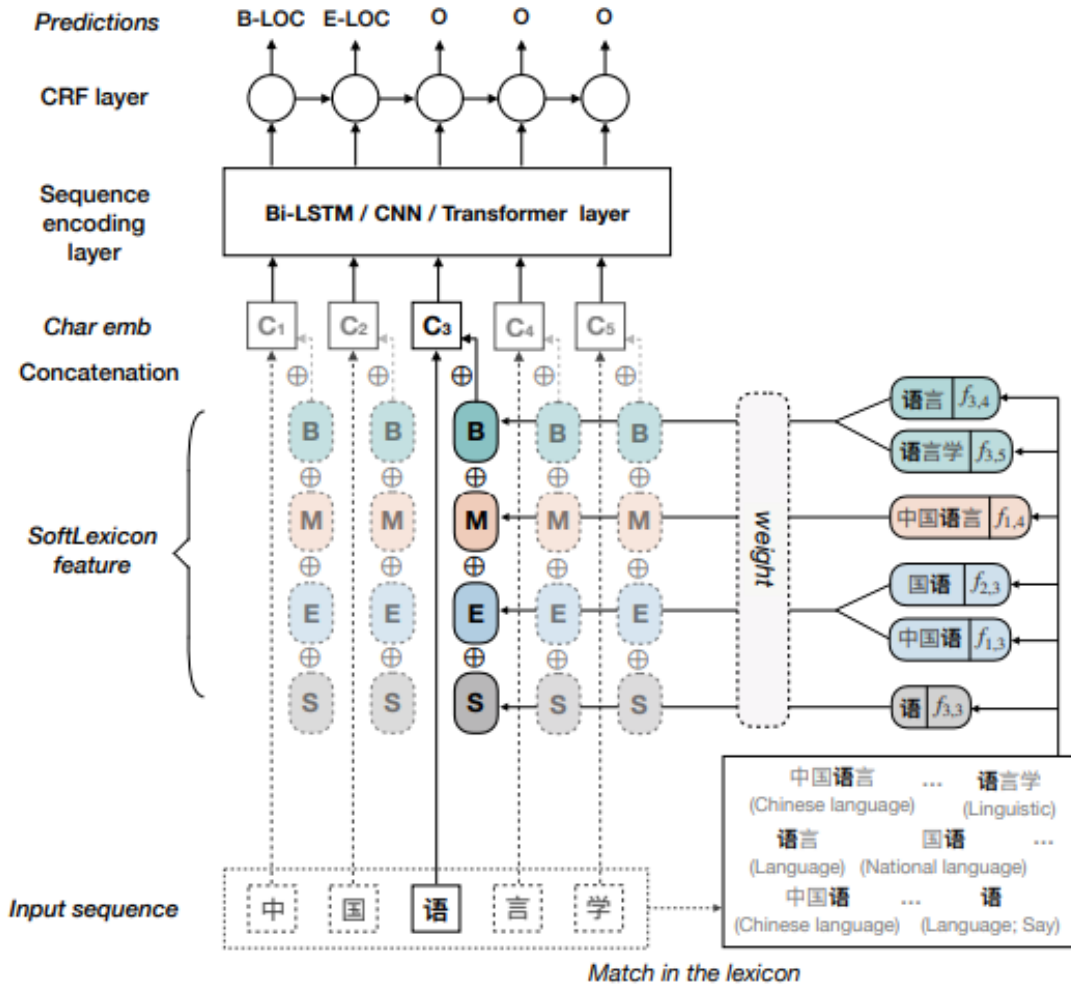 Predictions B-LOC E-LOC O O O
CRF layer
Sequence
encoding
layer
Bi-LSTM / CNN / Transformer layer
Char emb C₁ C₂ C₃ C₄ C₅
Concatenation ⊕ ⊕ ⊕ ⊕ ⊕
SoftLexicon
feature
B B B B B
⊕ ⊕ ⊕ ⊕ ⊕
M M M M M
⊕ ⊕ ⊕ ⊕ ⊕
E E E E E
⊕ ⊕ ⊕ ⊕ ⊕
S S S S S
weight
语言 f3,4
语言学 f3,5
中国语言 f1,4
国语 f2,3
中国语 f1,3
语 f3,3
中国语言 ... 语言学
(Chinese language) (Linguistic)
语言 国语 ...
(Language) (National language)
中国语 ... 语
(Chinese language) (Language; Say)
Input sequence 中 国 语 言 学
Match in the lexicon